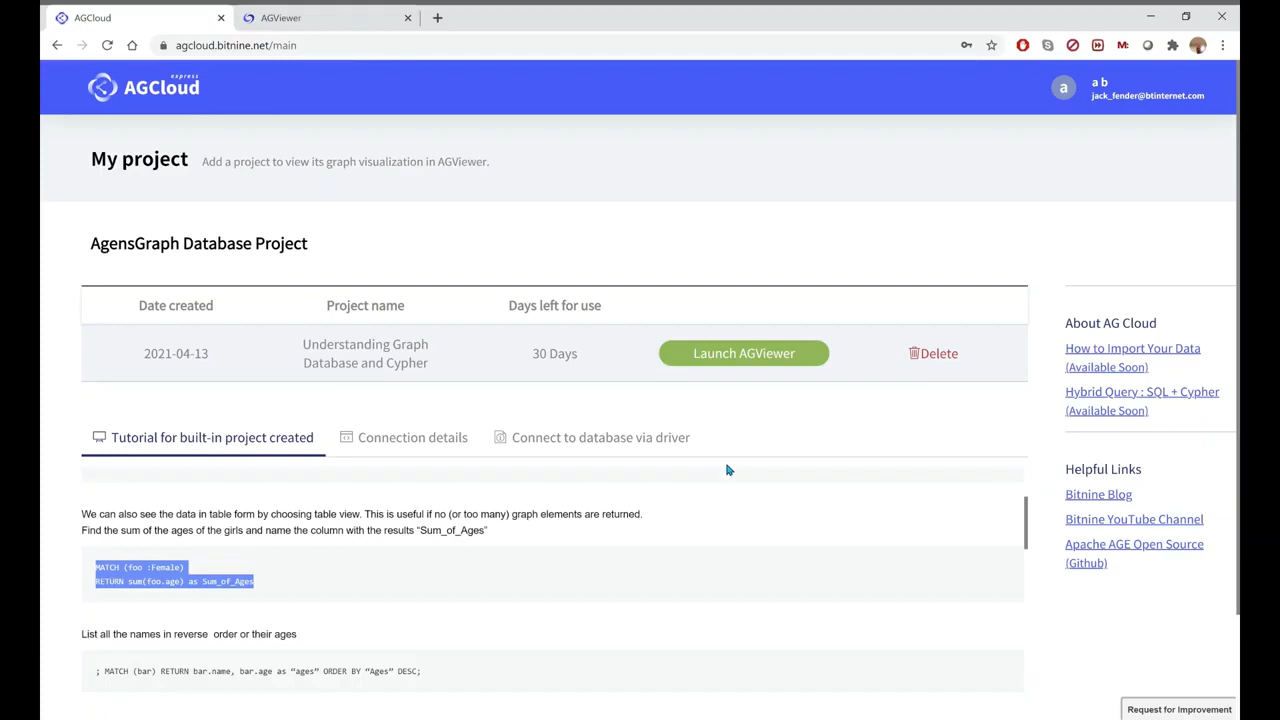 AGCloud
AGViewer
agcloud.bitnine.net/main
express
AGCloud
a
a b
jack_fender@btinternet.com
My project
Add a project to view its graph visualization in AGViewer.
AgensGraph Database Project
Date created
Project name
Days left for use
2021-04-13
Understanding Graph
Database and Cypher
30 Days
Launch AGViewer
Delete
About AG Cloud
How to Import Your Data
(Available Soon)
Hybrid Query : SQL + Cypher
(Available Soon)
Tutorial for built-in project created
Connection details
Connect to database via driver
Helpful Links
Bitnine Blog
Bitnine YouTube Channel
Apache AGE Open Source
(Github)
We can also see the data in table form by choosing table view. This is useful if no (or too many) graph elements are returned.
Find the sum of the ages of the girls and name the column with the results “Sum_of_Ages”
MATCH (foo :Female)
RETURN sum(foo.age) as Sum_of_Ages
List all the names in reverse order or their ages
; MATCH (bar) RETURN bar.name, bar.age as “ages” ORDER BY “Ages” DESC;
Request for Improvement